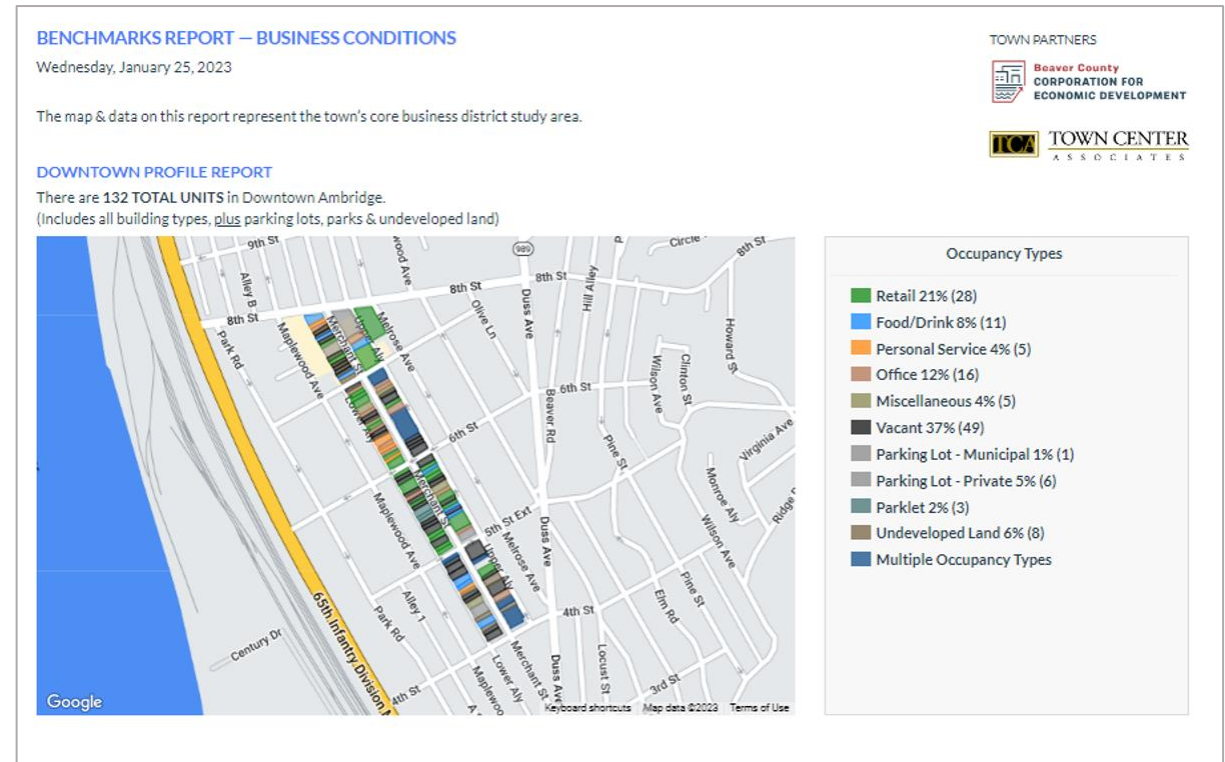 BENCHMARKS REPORT — BUSINESS CONDITIONS
Wednesday, January 25, 2023
The map & data on this report represent the town's core business district study area.
TOWN PARTNERS
Beaver County
CORPORATION FOR
ECONOMIC DEVELOPMENT
TCA TOWN CENTER
ASSOCIATES
DOWNTOWN PROFILE REPORT
There are 132 TOTAL UNITS in Downtown Ambridge.
(Includes all building types, plus parking lots, parks & undeveloped land)
9th St
wood Ave
989
Circle
8th St
Alley B
8th St
8th St
Hill Alley
8th St
Park Rd
Maplewood Ave
Merchant St
Upper Aly
Melrose Ave
Olive Ln
Duss Ave
Howard St
Wilson Ave
Clinton St
Lower Aly
6th St
Beaver Rd
6th St
Pine St
Virginia Ave
Maplewood Ave
Merchant St
5th St Ext
Duss Ave
Monroe Aly
Wilson Ave
Ridge
Upper Aly
Melrose Ave
Alley 1
Park Rd
4th St
Elm Rd
Pine St
65th Infantry Division
Century Dr
4th St
Maplewoo
Lower Aly
Merchant St
Duss Ave
Locust St
3rd St
Google
Keyboard shortcuts Map data ©2023 Terms of Use
Occupancy Types
Retail 21% (28)
Food/Drink 8% (11)
Personal Service 4% (5)
Office 12% (16)
Miscellaneous 4% (5)
Vacant 37% (49)
Parking Lot - Municipal 1% (1)
Parking Lot - Private 5% (6)
Parklet 2% (3)
Undeveloped Land 6% (8)
Multiple Occupancy Types